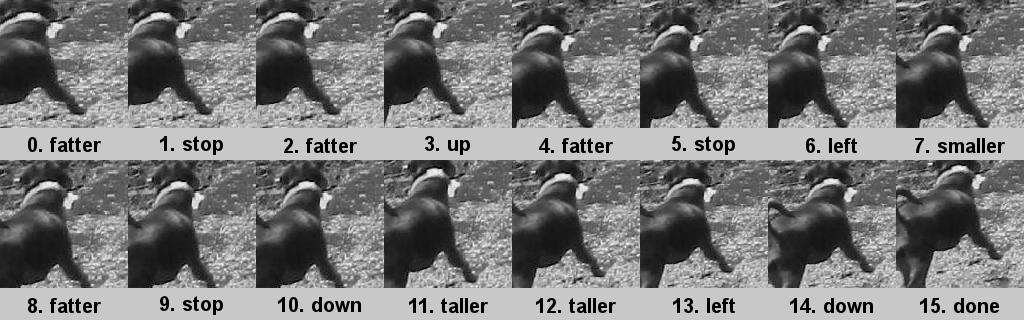 0. fatter 1. stop 2. fatter 3. up 4. fatter 5. stop 6. left 7. smaller
8. fatter 9. stop 10. down 11. taller 12. taller 13. left 14. down 15. done